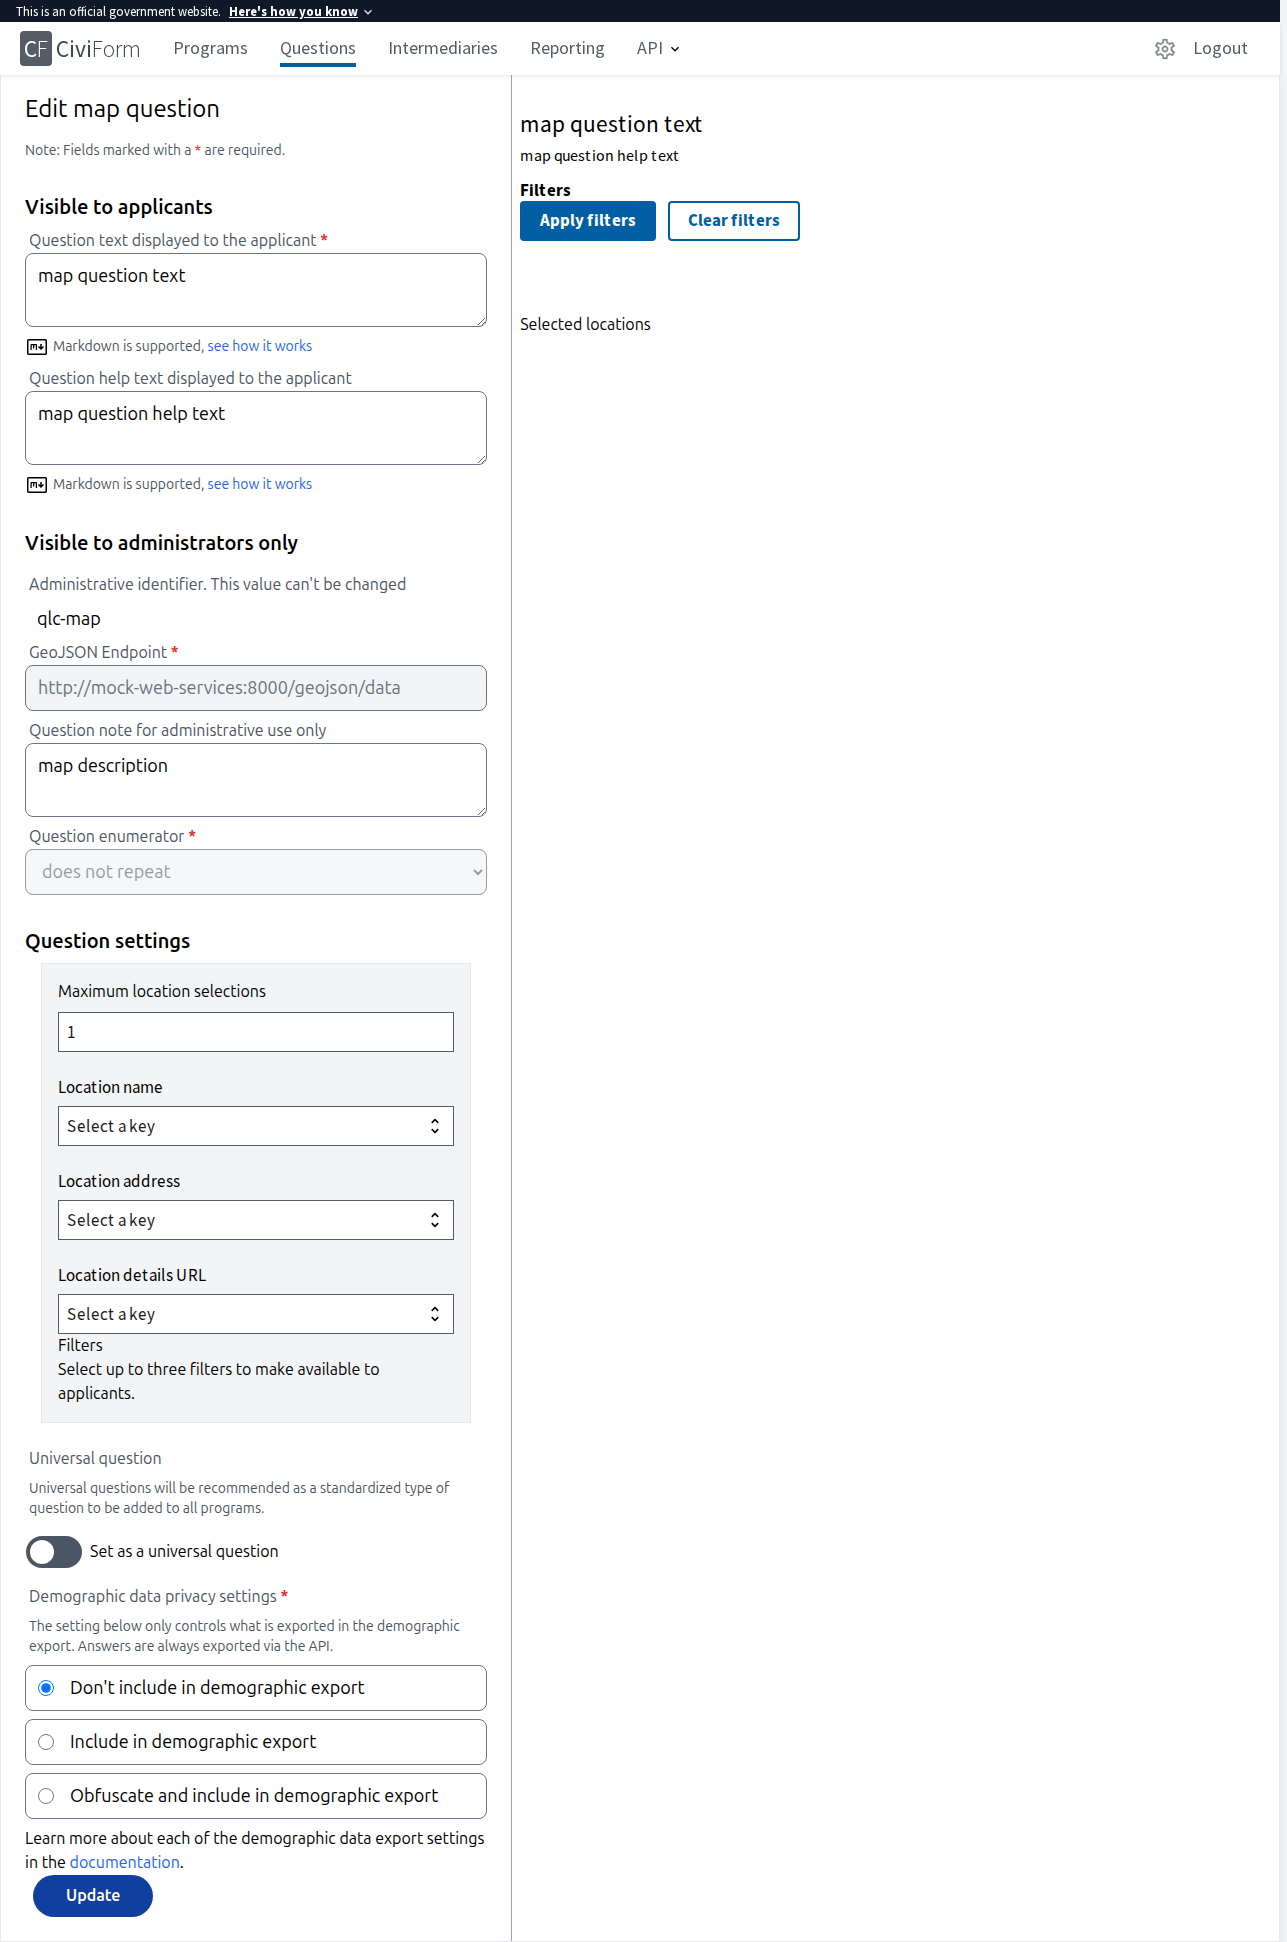 This is an official government website. Here's how you know
CF CiviForm Programs Questions Intermediaries Reporting API Logout
Edit map question
Note: Fields marked with a * are required.
Visible to applicants
Question text displayed to the applicant *
map question text
Markdown is supported, see how it works
Question help text displayed to the applicant
map question help text
Markdown is supported, see how it works
Visible to administrators only
Administrative identifier. This value can't be changed
qlc-map
GeoJSON Endpoint *
http://mock-web-services:8000/geojson/data
Question note for administrative use only
map description
Question enumerator *
does not repeat
Question settings
Maximum location selections
1
Location name
Select a key
Location address
Select a key
Location details URL
Select a key
Filters
Select up to three filters to make available to
applicants.
Universal question
Universal questions will be recommended as a standardized type of
question to be added to all programs.
Set as a universal question
Demographic data privacy settings *
The setting below only controls what is exported in the demographic
export. Answers are always exported via the API.
Don't include in demographic export
Include in demographic export
Obfuscate and include in demographic export
Learn more about each of the demographic data export settings
in the documentation.
Update
map question text
map question help text
Filters
Apply filters Clear filters
Selected locations